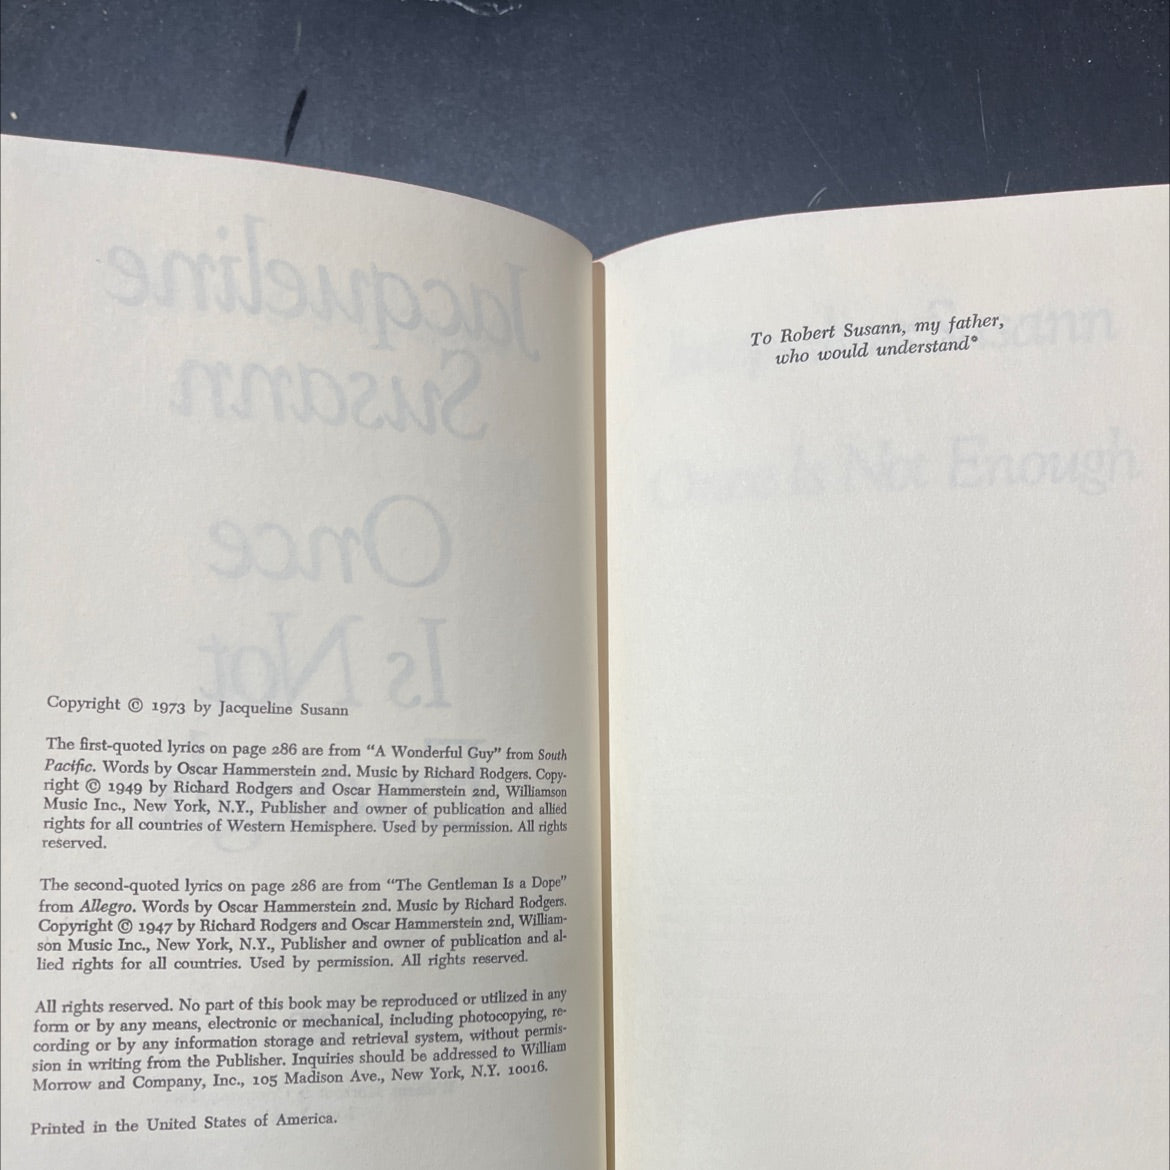 Copyright © 1973 by Jacqueline Susann
The first-quoted lyrics on page 286 are from “A Wonderful Guy” from South
Pacific. Words by Oscar Hammerstein 2nd. Music by Richard Rodgers. Copy-
right © 1949 by Richard Rodgers and Oscar Hammerstein 2nd, Williamson
Music Inc., New York, N.Y., Publisher and owner of publication and allied
rights for all countries of Western Hemisphere. Used by permission. All rights
reserved.
The second-quoted lyrics on page 286 are from “The Gentleman Is a Dope”
from Allegro. Words by Oscar Hammerstein 2nd. Music by Richard Rodgers.
Copyright © 1947 by Richard Rodgers and Oscar Hammerstein 2nd, William-
son Music Inc., New York, N.Y., Publisher and owner of publication and al-
lied rights for all countries. Used by permission. All rights reserved.
All rights reserved. No part of this book may be reproduced or utilized in any
form or by any means, electronic or mechanical, including photocopying, re-
cording or by any information storage and retrieval system, without permis-
sion in writing from the Publisher. Inquiries should be addressed to William
Morrow and Company, Inc., 105 Madison Ave., New York, N.Y. 10016.
Printed in the United States of America.
To Robert Susann, my father,
who would understand*
Jacqueline
Susann
Once
Is Not
Susann
Once Is Not Enough